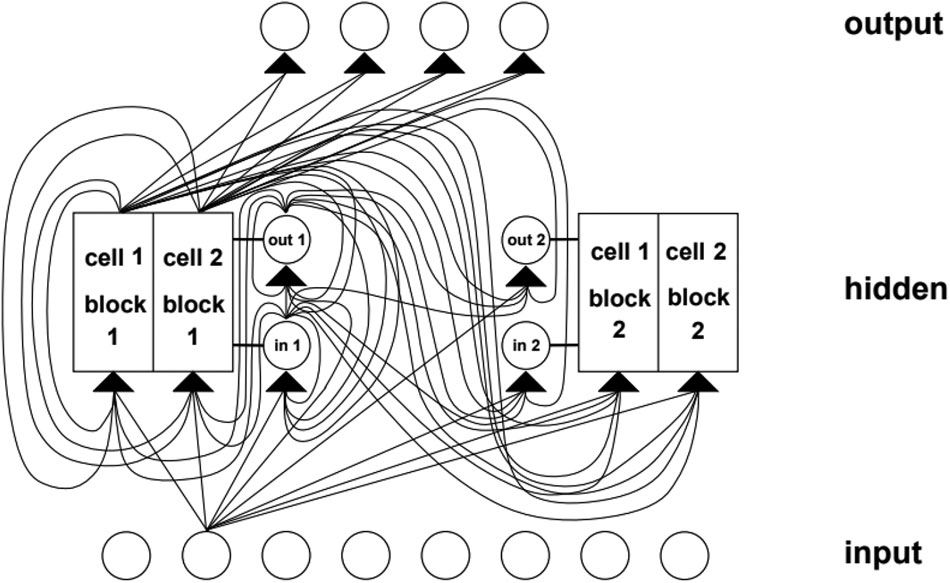 output
out 1
out 2
cell 1
block
1
cell 2
block
1
cell 1
block
2
cell 2
block
2
hidden
in 1
in 2
input